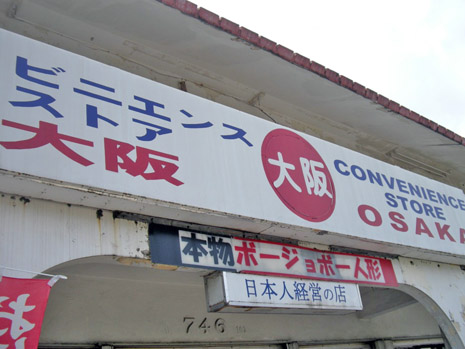 ビニエンス
ストア
大阪
大阪
CONVENIENCE
STORE
OSAKA
本物ボージョボー人形
日本人経営の店
746
お